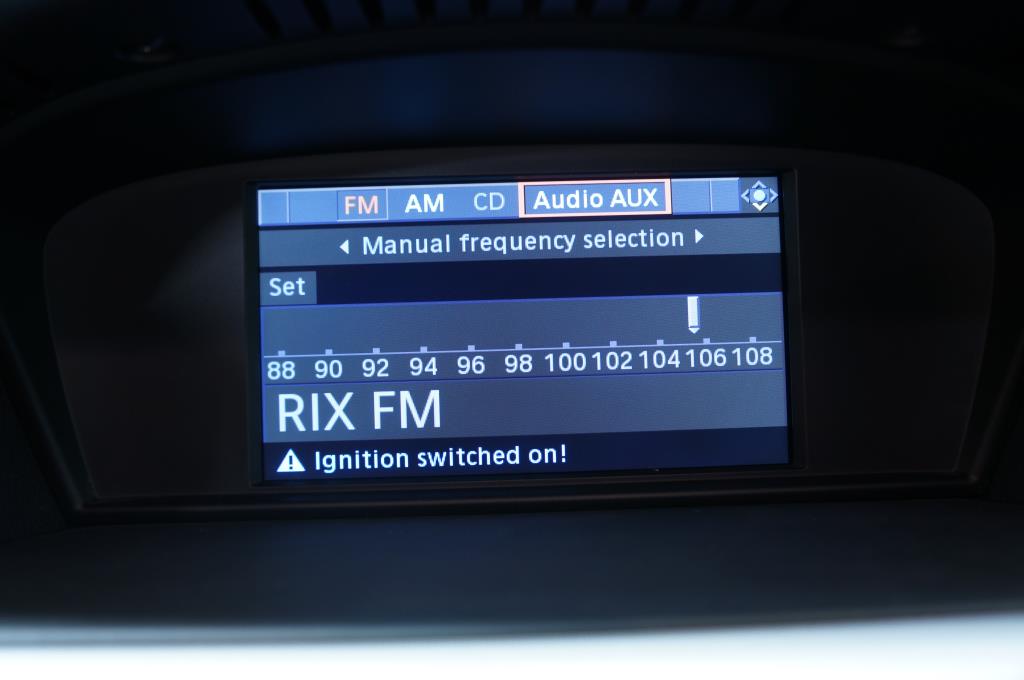 FM AM CD Audio AUX
Manual frequency selection
Set
88 90 92 94 96 98 100 102 104 106 108
RIX FM
Ignition switched on!